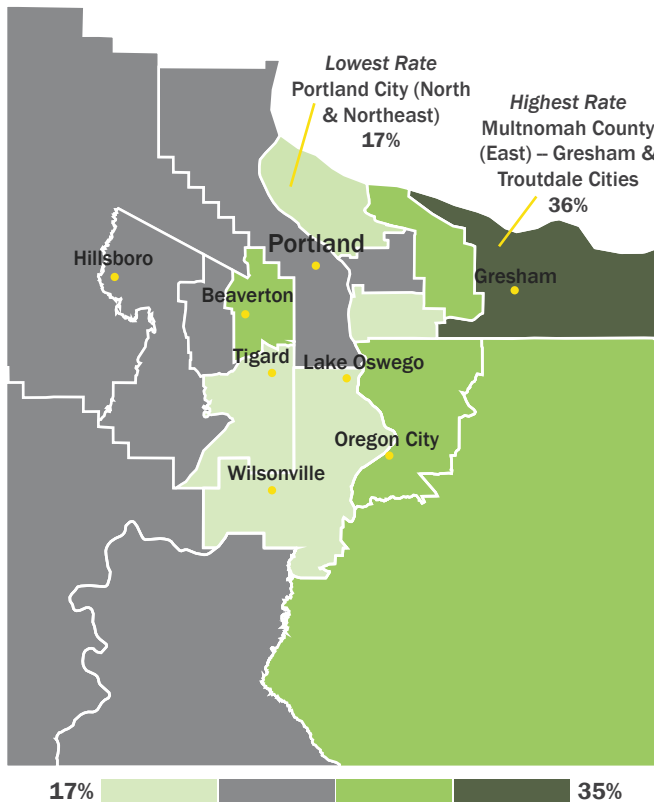 Lowest Rate
Portland City (North
& Northeast)
17%
Highest Rate
Multnomah County
(East) – Gresham &
Troutdale Cities
36%
Portland
Hillsboro
Gresham
Beaverton
Tigard
Lake Oswego
Oregon City
Wilsonville
17%
35%